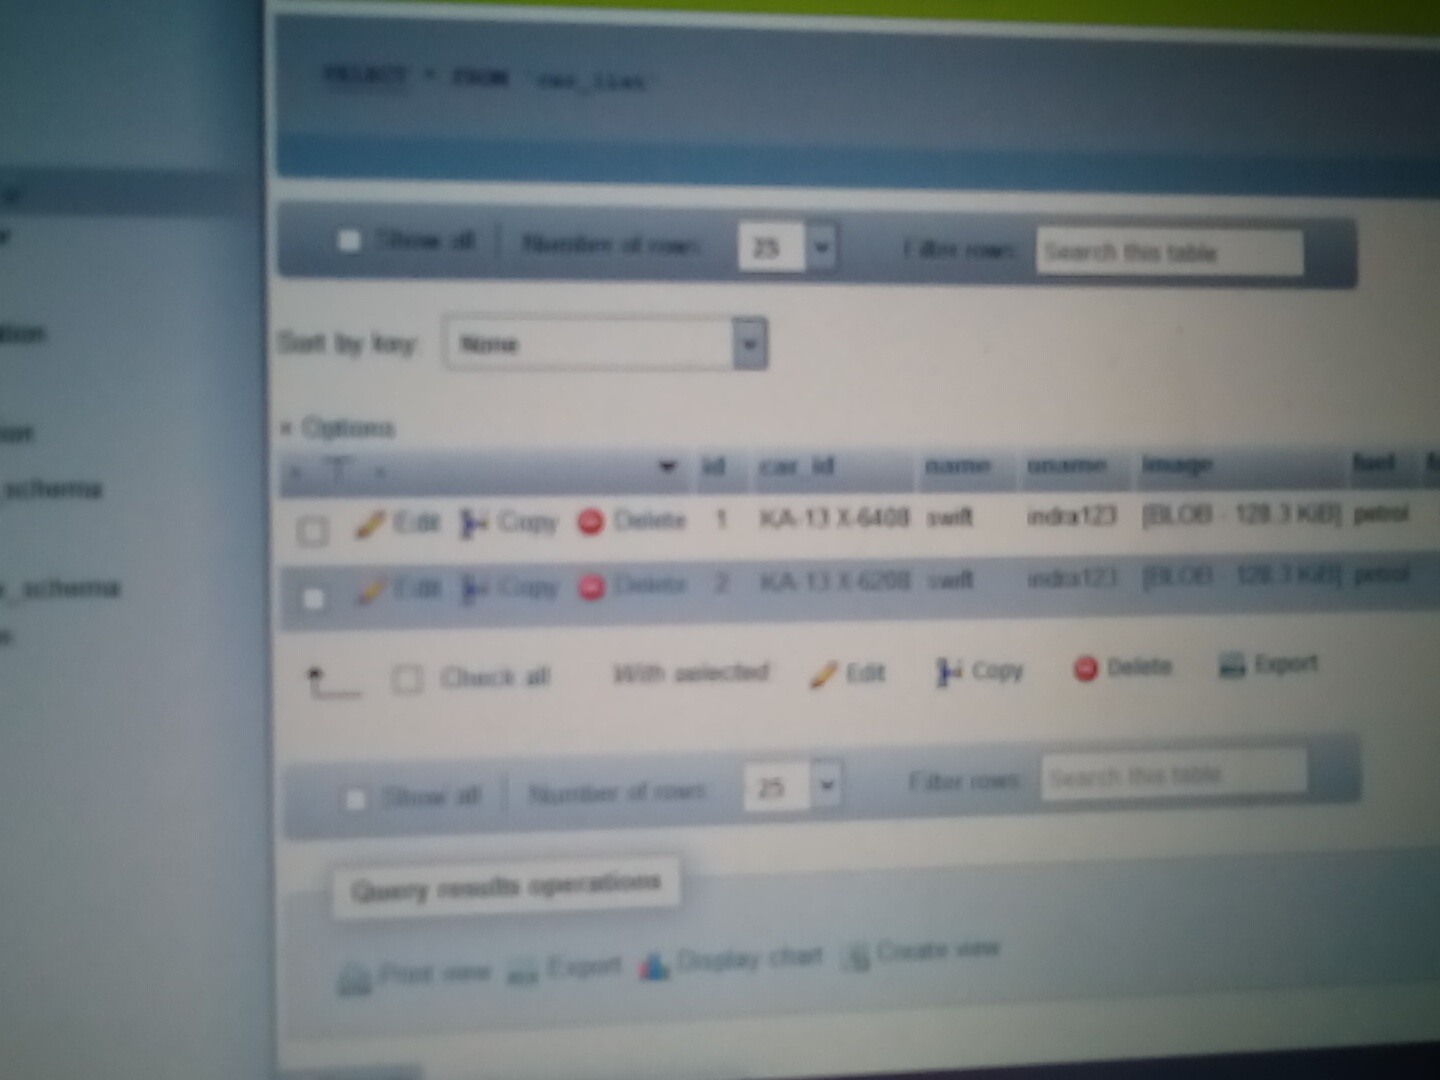 SELECT * FROM `car_list`
Show all | Number of rows: 25 Filter rows: Search this table
Sort by key: None
+ Options
id car_id name uname image fuel
Edit Copy Delete 1 KA-13 X-6408 swift indra123 [BLOB - 128.3 KiB] petrol
Edit Copy Delete 2 KA-13 X-6208 swift indra123 [BLOB - 128.3 KiB] petrol
Check all With selected: Edit Copy Delete Export
Show all | Number of rows: 25 Filter rows: Search this table
Query results operations
Print view Export Display chart Create view
_schema
_schema